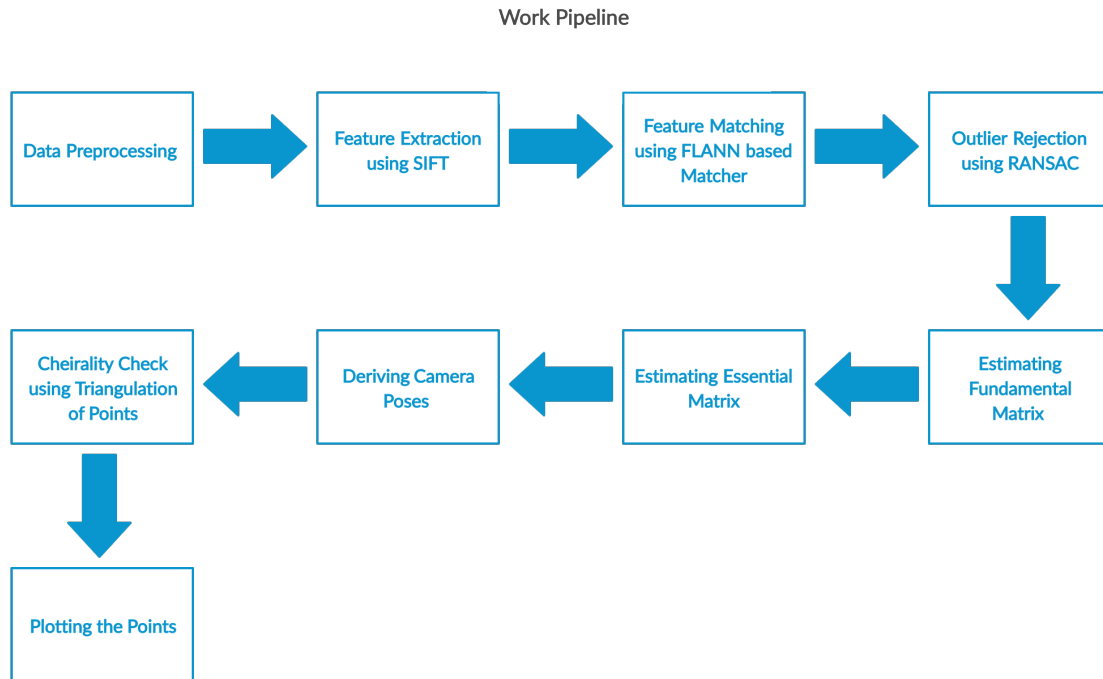 Work Pipeline
Data Preprocessing
Feature Extraction
using SIFT
Feature Matching
using FLANN based
Matcher
Outlier Rejection
using RANSAC
Estimating
Fundamental
Matrix
Estimating Essential
Matrix
Deriving Camera
Poses
Cheirality Check
using Triangulation
of Points
Plotting the Points